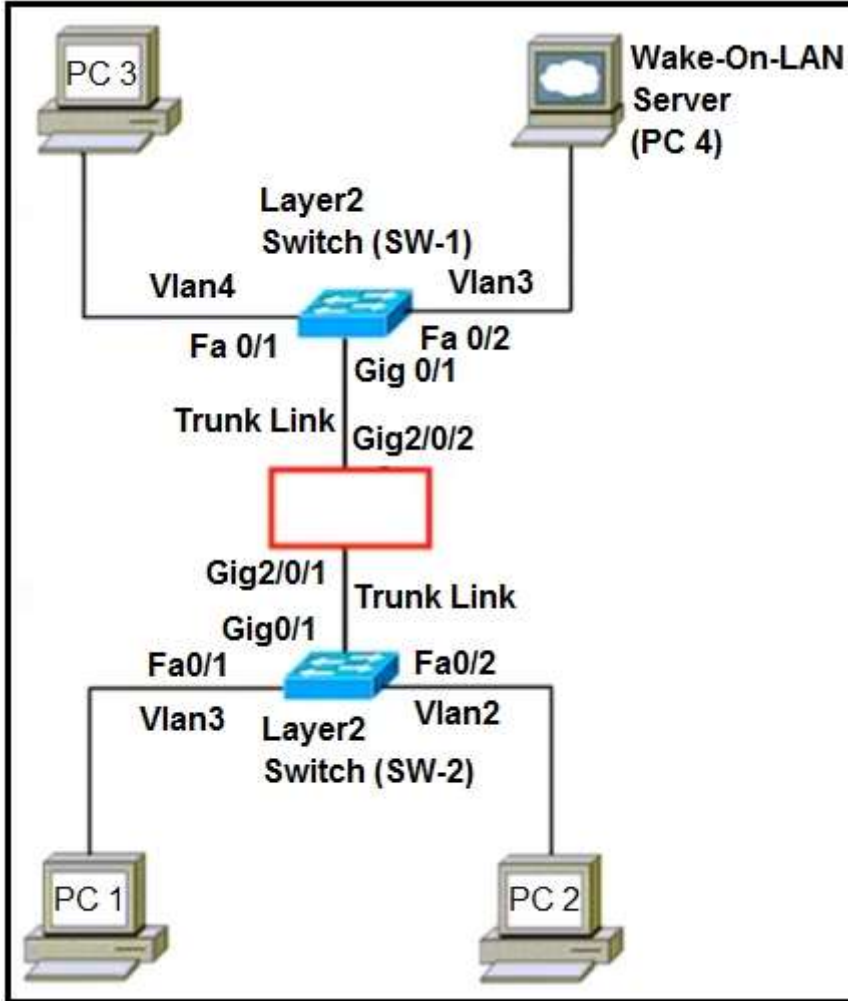 PC 3
Wake-On-LAN
Server
(PC 4)
Layer2
Switch (SW-1)
Vlan4
Vlan3
Fa 0/1
Fa 0/2
Gig 0/1
Trunk Link
Gig2/0/2
Gig2/0/1
Trunk Link
Gig0/1
Fa0/1
Fa0/2
Vlan3
Vlan2
Layer2
Switch (SW-2)
PC 1
PC 2